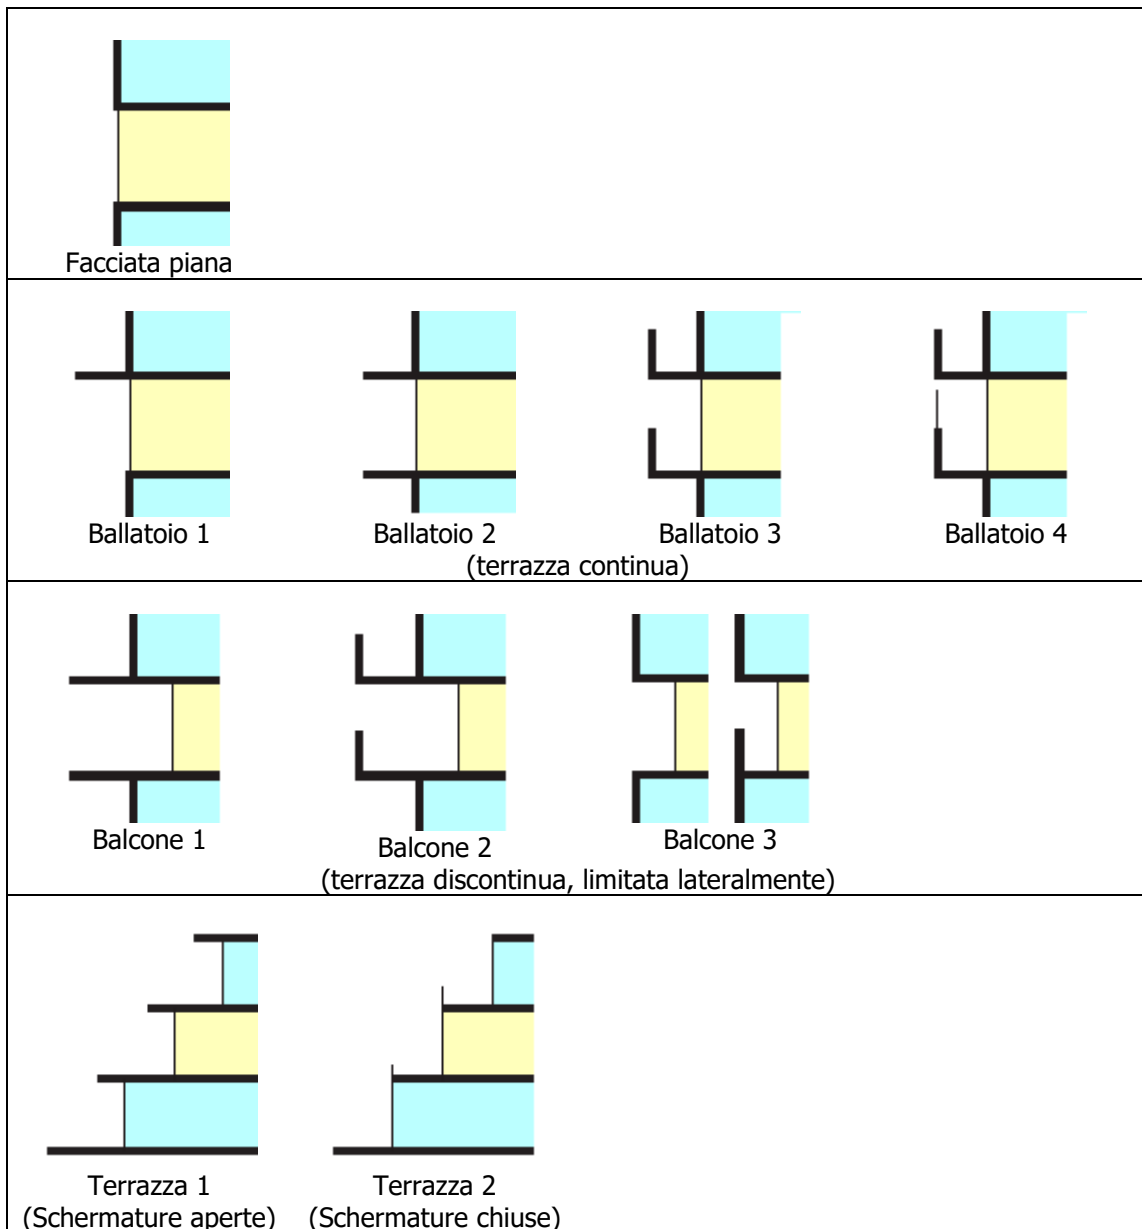 Facciata piana
Ballatoio 1 Ballatoio 2 Ballatoio 3 Ballatoio 4
(terrazza continua)
Balcone 1 Balcone 2 Balcone 3
(terrazza discontinua, limitata lateralmente)
Terrazza 1 Terrazza 2
(Schermature aperte) (Schermature chiuse)